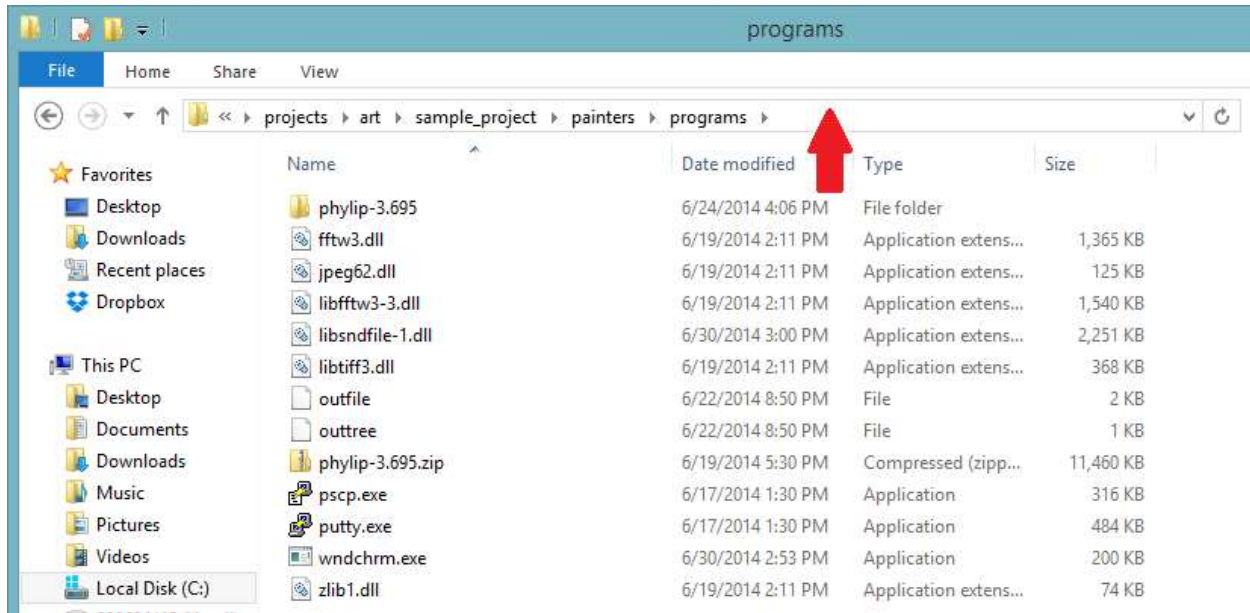 programs
File Home Share View
« projects art sample_project painters programs
Name Date modified Type Size
Favorites
Desktop
Downloads
Recent places
Dropbox
This PC
Desktop
Documents
Downloads
Music
Pictures
Videos
Local Disk (C:)
phylip-3.695 6/24/2014 4:06 PM File folder
fftw3.dll 6/19/2014 2:11 PM Application extens... 1,365 KB
jpeg62.dll 6/19/2014 2:11 PM Application extens... 125 KB
libfftw3-3.dll 6/19/2014 2:11 PM Application extens... 1,540 KB
libsndfile-1.dll 6/30/2014 3:00 PM Application extens... 2,251 KB
libtiff3.dll 6/19/2014 2:11 PM Application extens... 368 KB
outfile 6/22/2014 8:50 PM File 2 KB
outtree 6/22/2014 8:50 PM File 1 KB
phylip-3.695.zip 6/19/2014 5:30 PM Compressed (zipp... 11,460 KB
pscp.exe 6/17/2014 1:30 PM Application 316 KB
putty.exe 6/17/2014 1:30 PM Application 484 KB
wndchrm.exe 6/30/2014 2:53 PM Application 200 KB
zlib1.dll 6/19/2014 2:11 PM Application extens... 74 KB